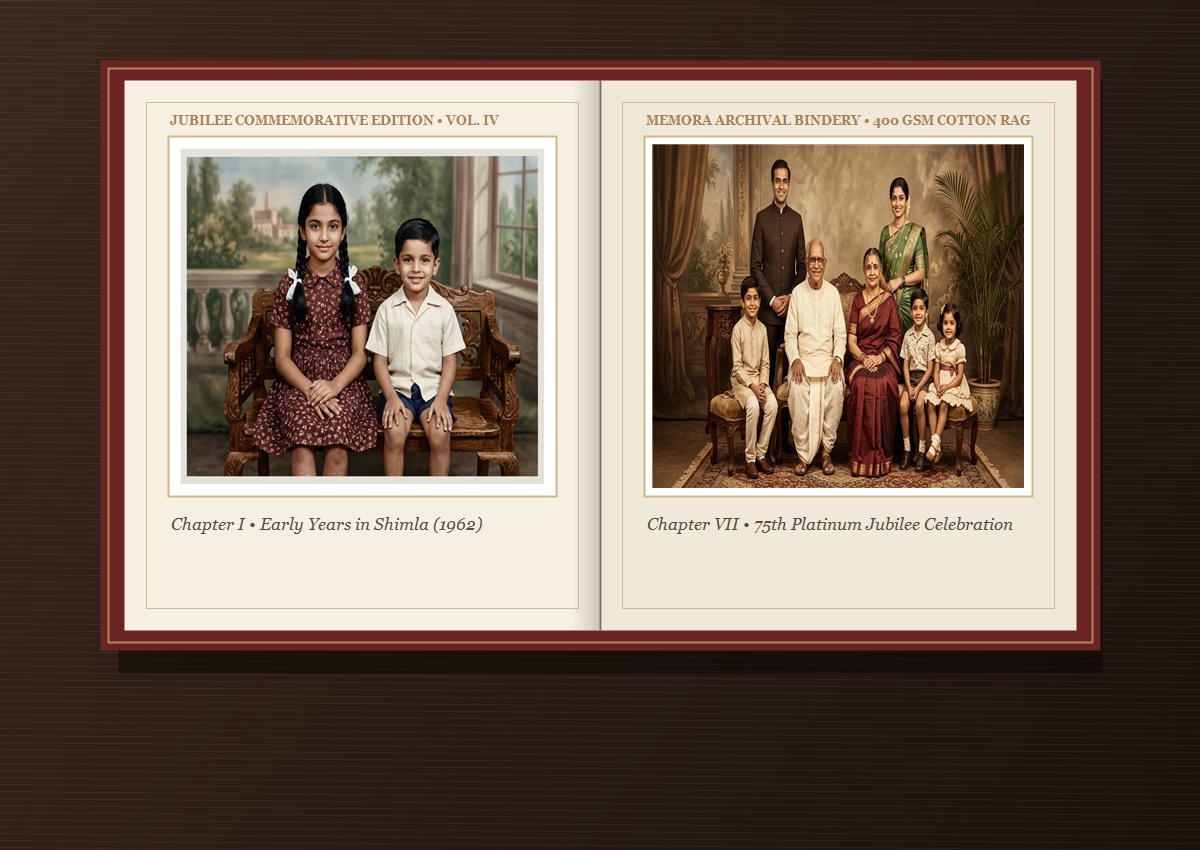 JUBILEE COMMEMORATIVE EDITION • VOL. IV
Chapter I • Early Years in Shimla (1962)
MEMORA ARCHIVAL BINDERY • 400 GSM COTTON RAG
Chapter VII • 75th Platinum Jubilee Celebration